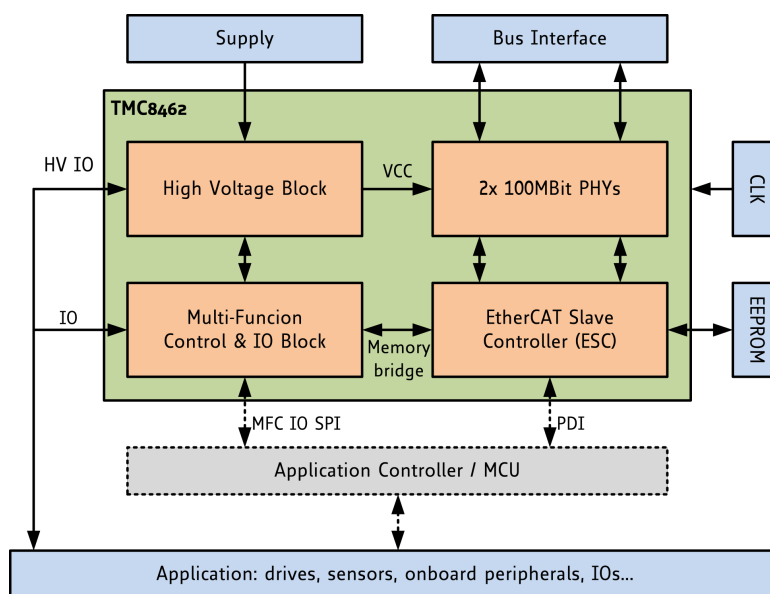 Supply
Bus Interface
TMC8462
HV IO
High Voltage Block
VCC
2x 100MBit PHYs
CLK
IO
Multi-Funcion
Control & IO Block
Memory
bridge
EtherCAT Slave
Controller (ESC)
EEPROM
MFC IO SPI
PDI
Application Controller / MCU
Application: drives, sensors, onboard peripherals, IOs...